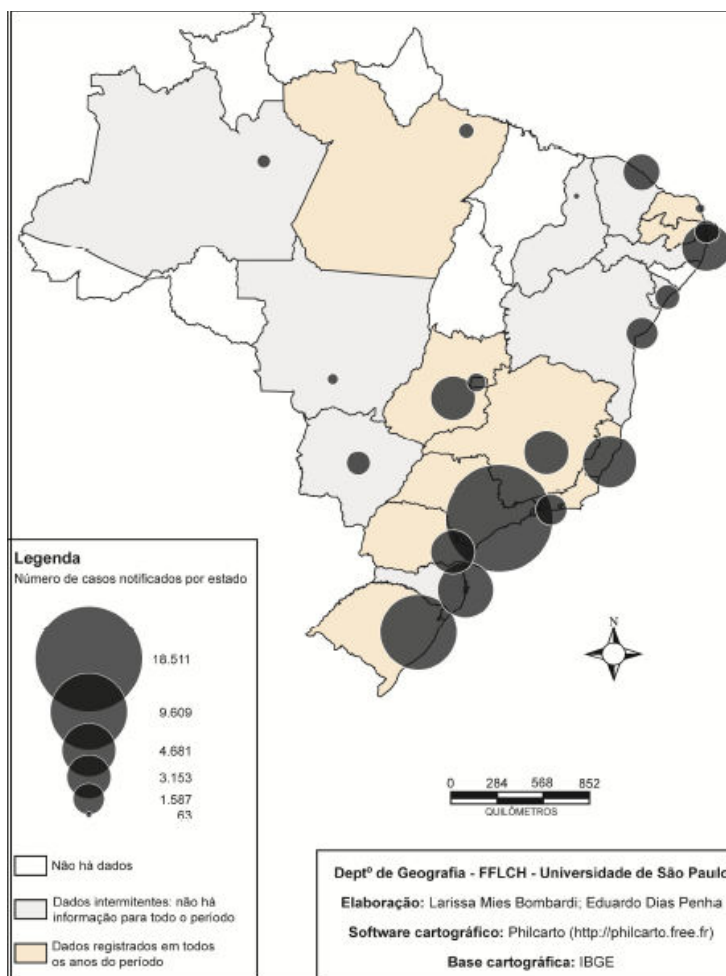 N
Legenda
Número de casos notificados por estado
18.511
9.609
4.681
3.153
1.587
63
Não há dados
Dados intermitentes: não há
informação para todo o período
Dados registrados em todos
os anos do período
0 284 568 852
QUILÔMETROS
Deptº de Geografia - FFLCH - Universidade de São Paulo
Elaboração: Larissa Mies Bombardi; Eduardo Dias Penha
Software cartográfico: Philcarto (http://philcarto.free.fr)
Base cartográfica: IBGE